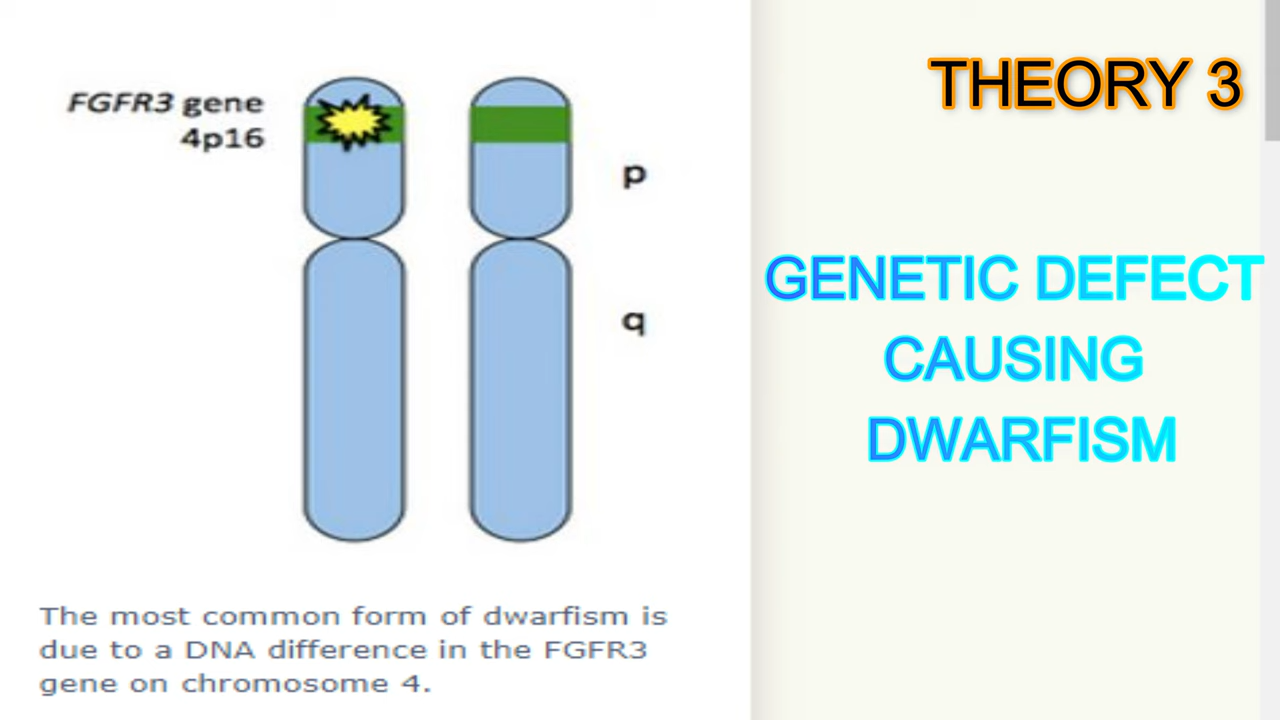 FGFR3 gene
4p16
p
q
The most common form of dwarfism is
due to a DNA difference in the FGFR3
gene on chromosome 4.
THEORY 3
GENETIC DEFECT
CAUSING
DWARFISM